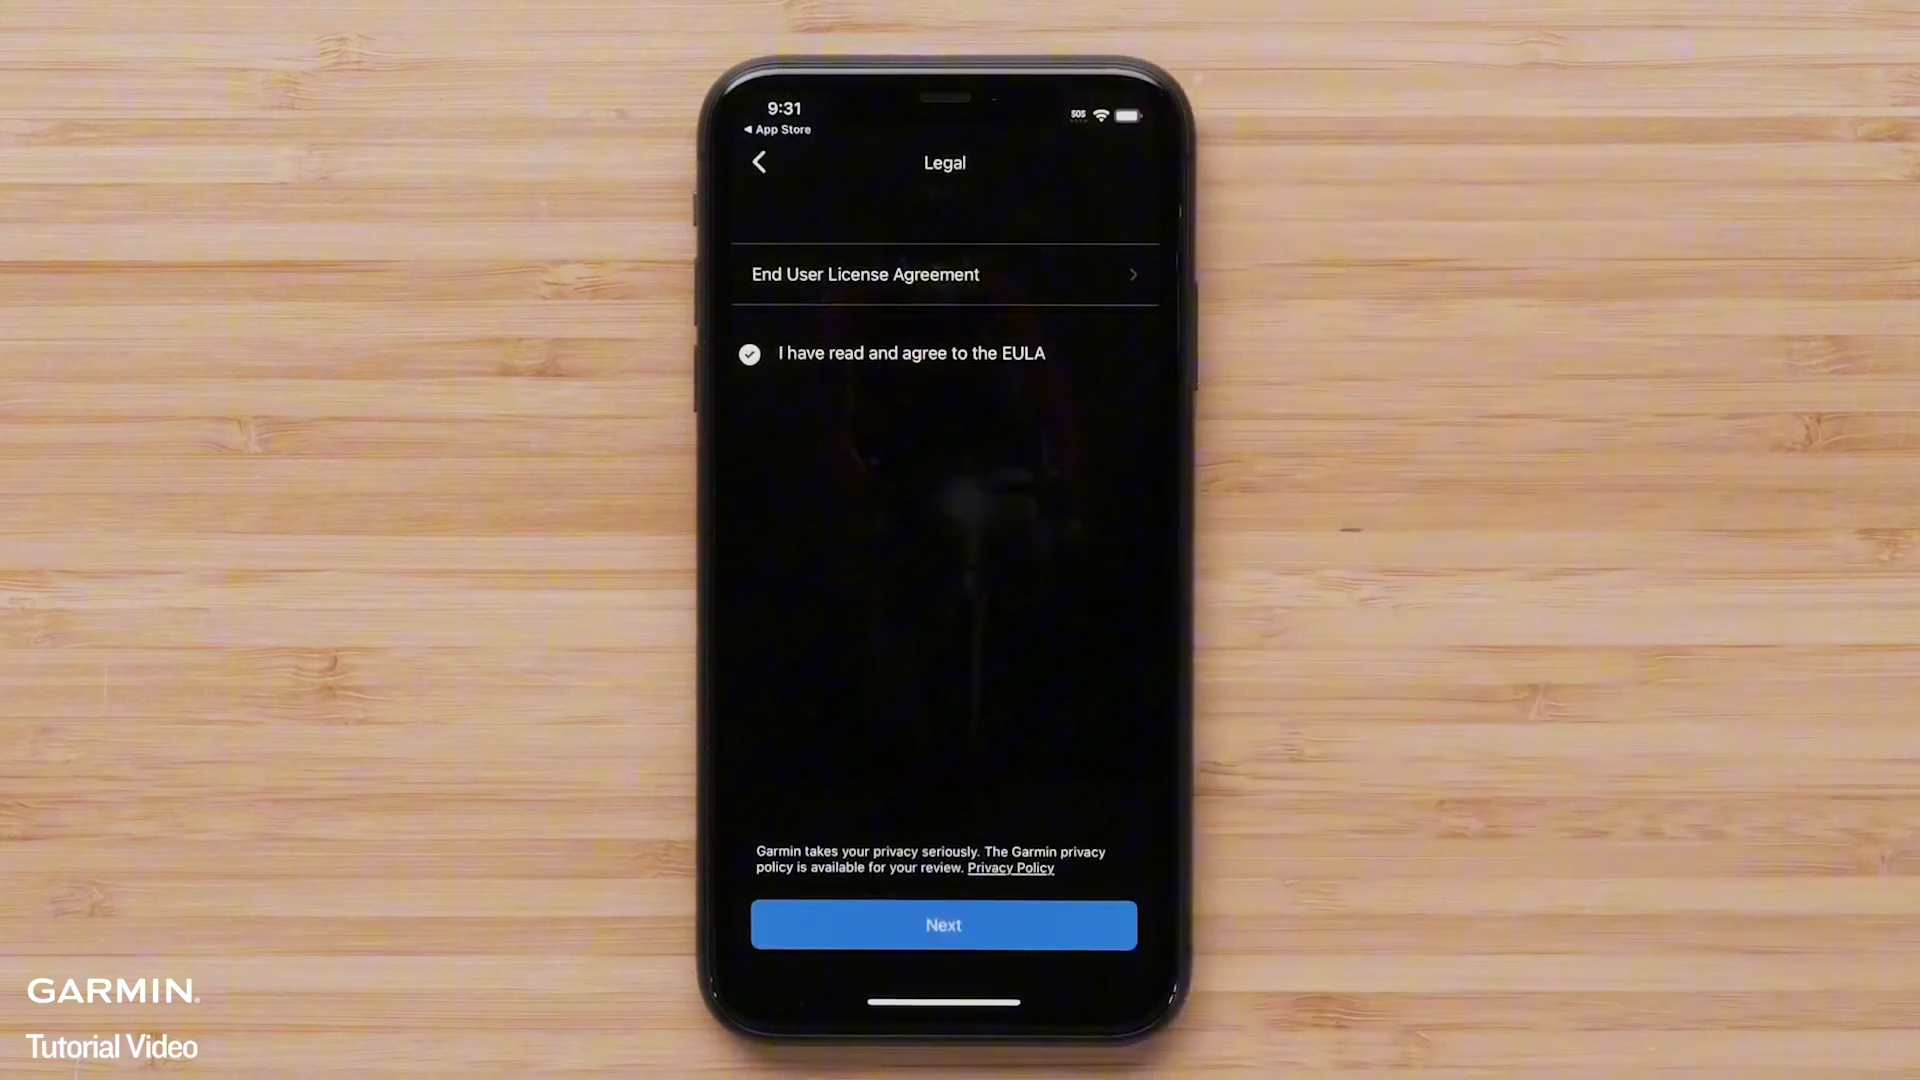 9:31
SOS
◀ App Store
Legal
End User License Agreement
I have read and agree to the EULA
Garmin takes your privacy seriously. The Garmin privacy
policy is available for your review. Privacy Policy
Next
GARMIN.
Tutorial Video